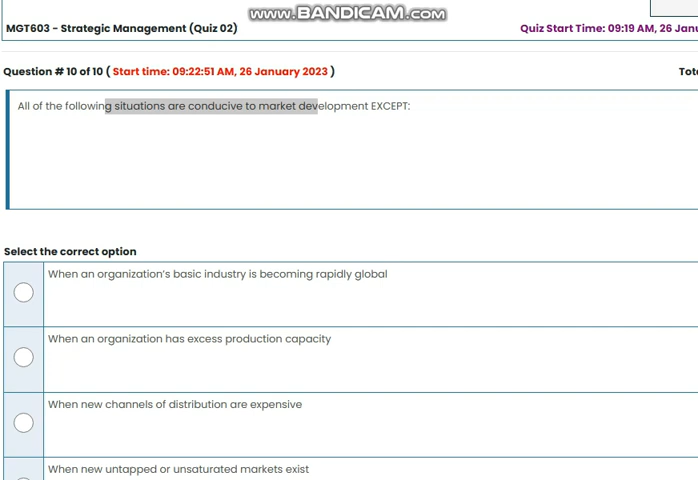 www.BANDICAM.com
MGT603 - Strategic Management (Quiz 02)
Quiz Start Time: 09:19 AM, 26 Janu
Question # 10 of 10 ( Start time: 09:22:51 AM, 26 January 2023 )
Tot
All of the following situations are conducive to market development EXCEPT:
Select the correct option
When an organization's basic industry is becoming rapidly global
When an organization has excess production capacity
When new channels of distribution are expensive
When new untapped or unsaturated markets exist